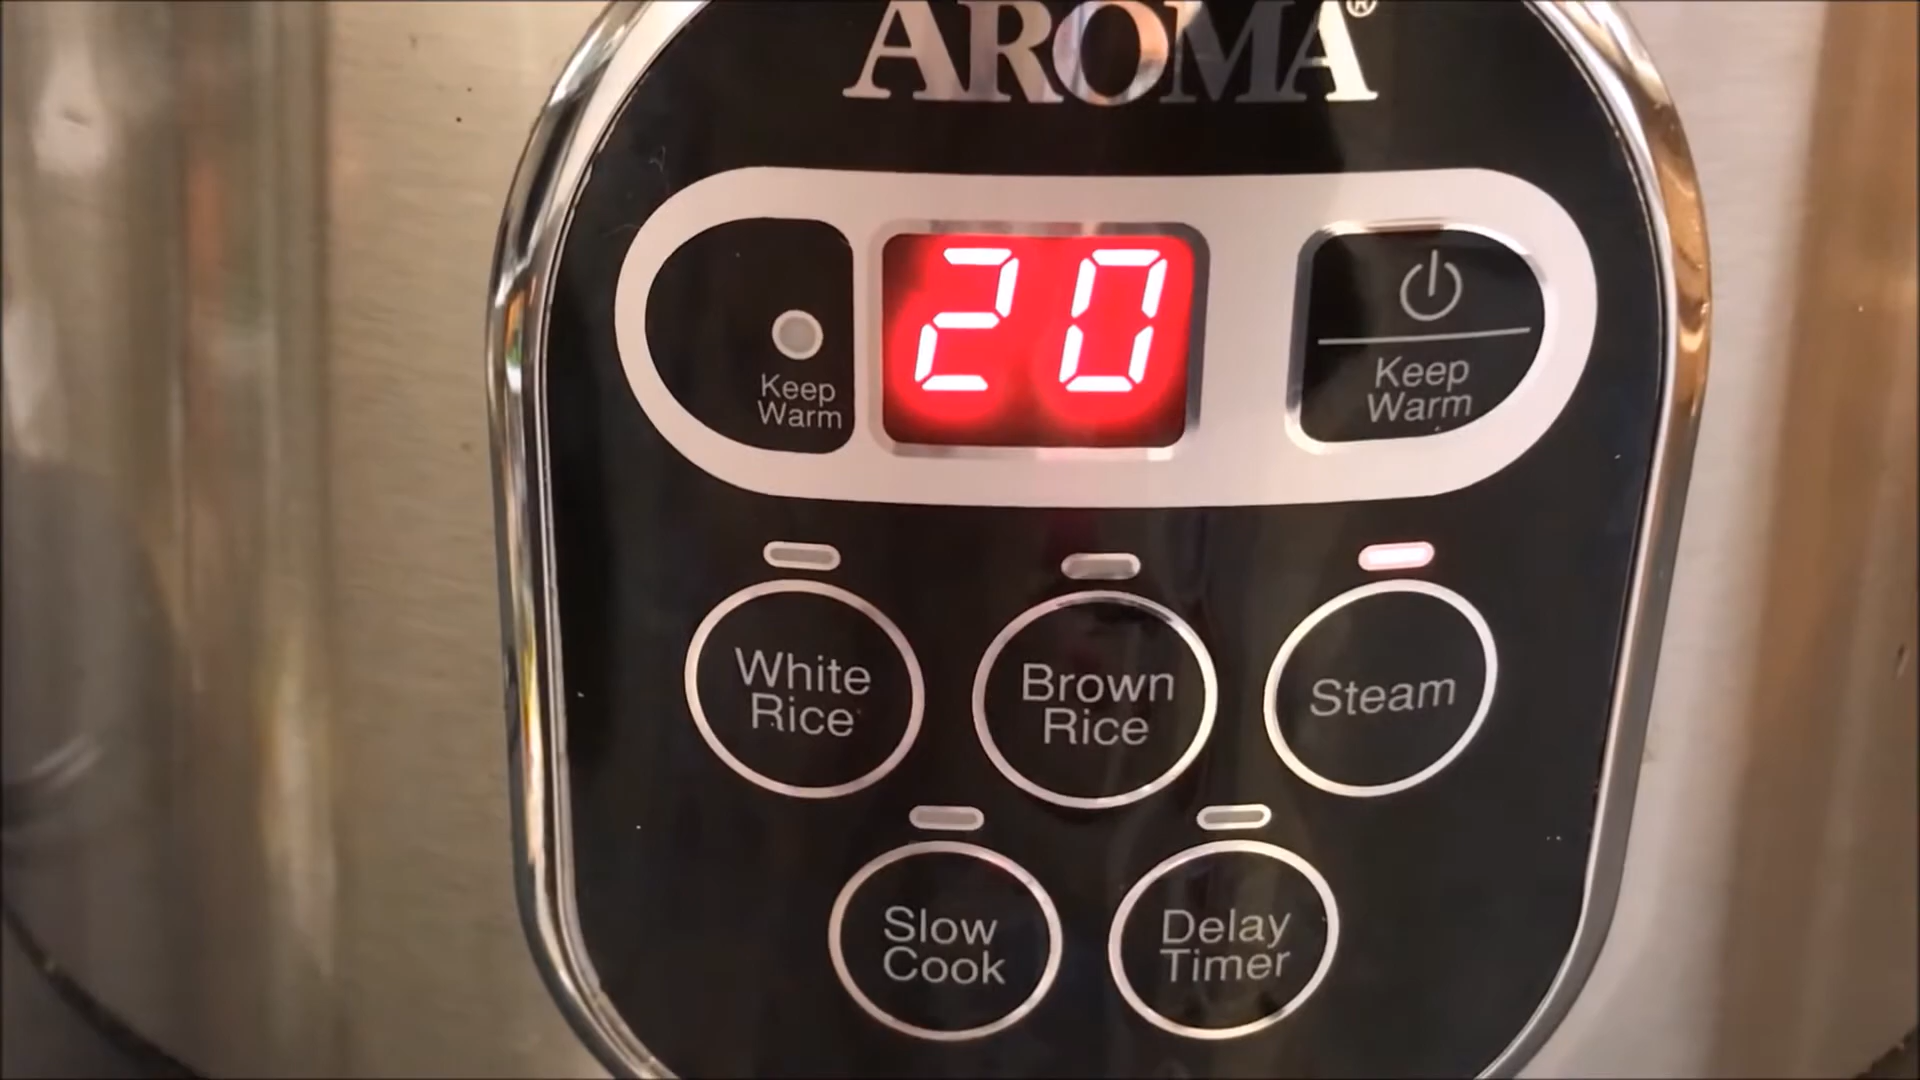 AROMA®
20
Keep
Warm
Keep
Warm
White
Rice
Brown
Rice
Steam
Slow
Cook
Delay
Timer